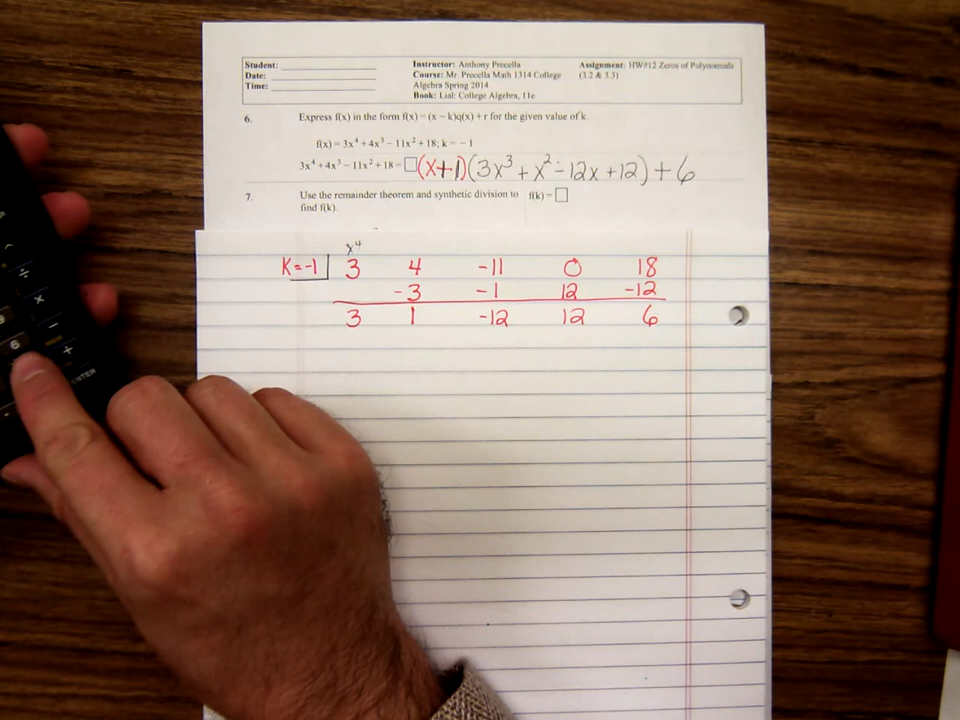 Student:
Date:
Time:
Instructor: Anthony Precella
Course: Mr. Precella Math 1314 College
Algebra Spring 2014
Book: Lial: College Algebra, 11e
Assignment: HW#12 Zeros of Polynomials
(3.2 & 3.3)
6. Express f(x) in the form f(x) = (x − k)q(x) + r for the given value of k.
f(x) = 3x⁴ + 4x³ − 11x² + 18; k = − 1
3x⁴ + 4x³ − 11x² + 18 = □ (x+1)(3x³ + x² - 12x + 12) + 6
7. Use the remainder theorem and synthetic division to
find f(k).
f(k) = □
x⁴
K = -1 3 4 -11 0 18
-3 -1 12 -12
3 1 -12 12 6
6
÷
×
−
+
ENTER